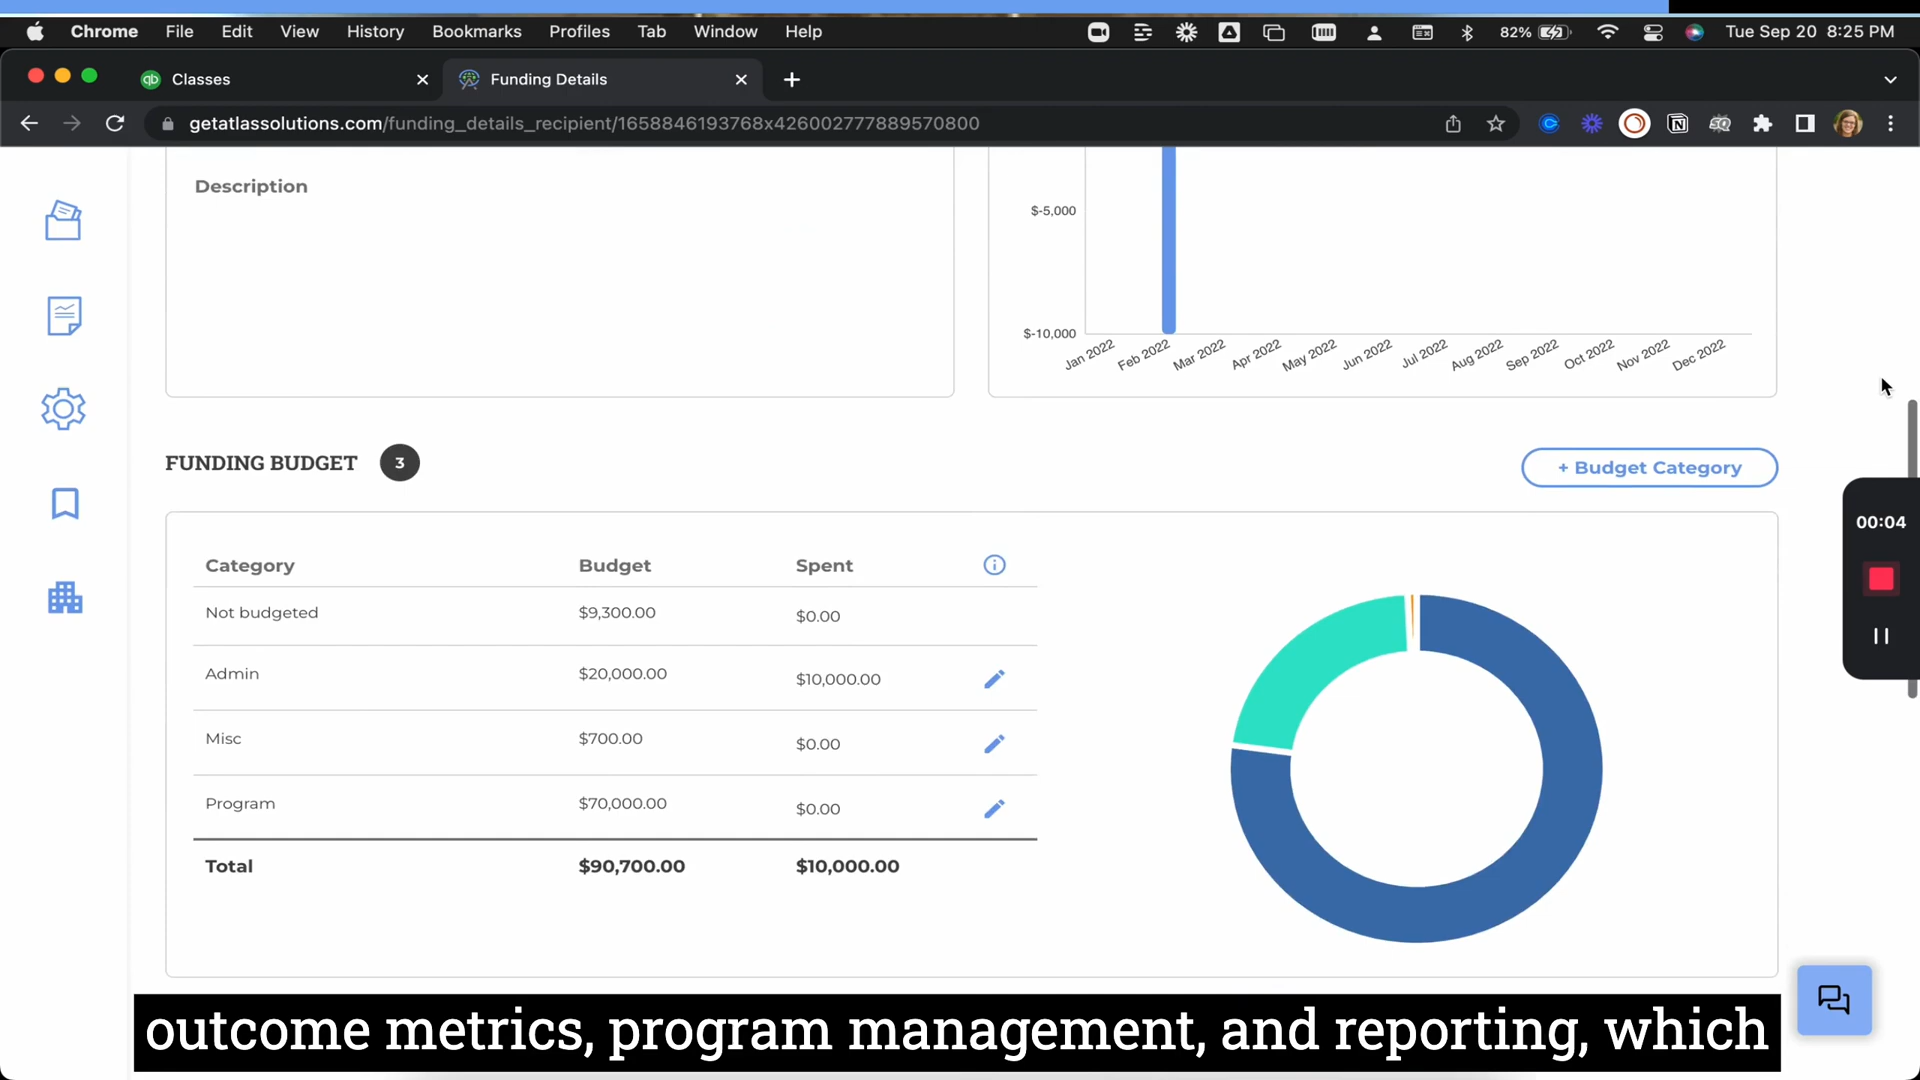 Chrome File Edit View History Bookmarks Profiles Tab Window Help 82% Tue Sep 20 8:25 PM
qb Classes Funding Details
getatlassolutions.com/funding_details_recipient/1658846193768x426002777889570800
Description
$-5,000
$-10,000
Jan 2022 Feb 2022 Mar 2022 Apr 2022 May 2022 Jun 2022 Jul 2022 Aug 2022 Sep 2022 Oct 2022 Nov 2022 Dec 2022
FUNDING BUDGET 3
+ Budget Category
00:04
Category Budget Spent
Not budgeted $9,300.00 $0.00
Admin $20,000.00 $10,000.00
Misc $700.00 $0.00
Program $70,000.00 $0.00
Total $90,700.00 $10,000.00
outcome metrics, program management, and reporting, which